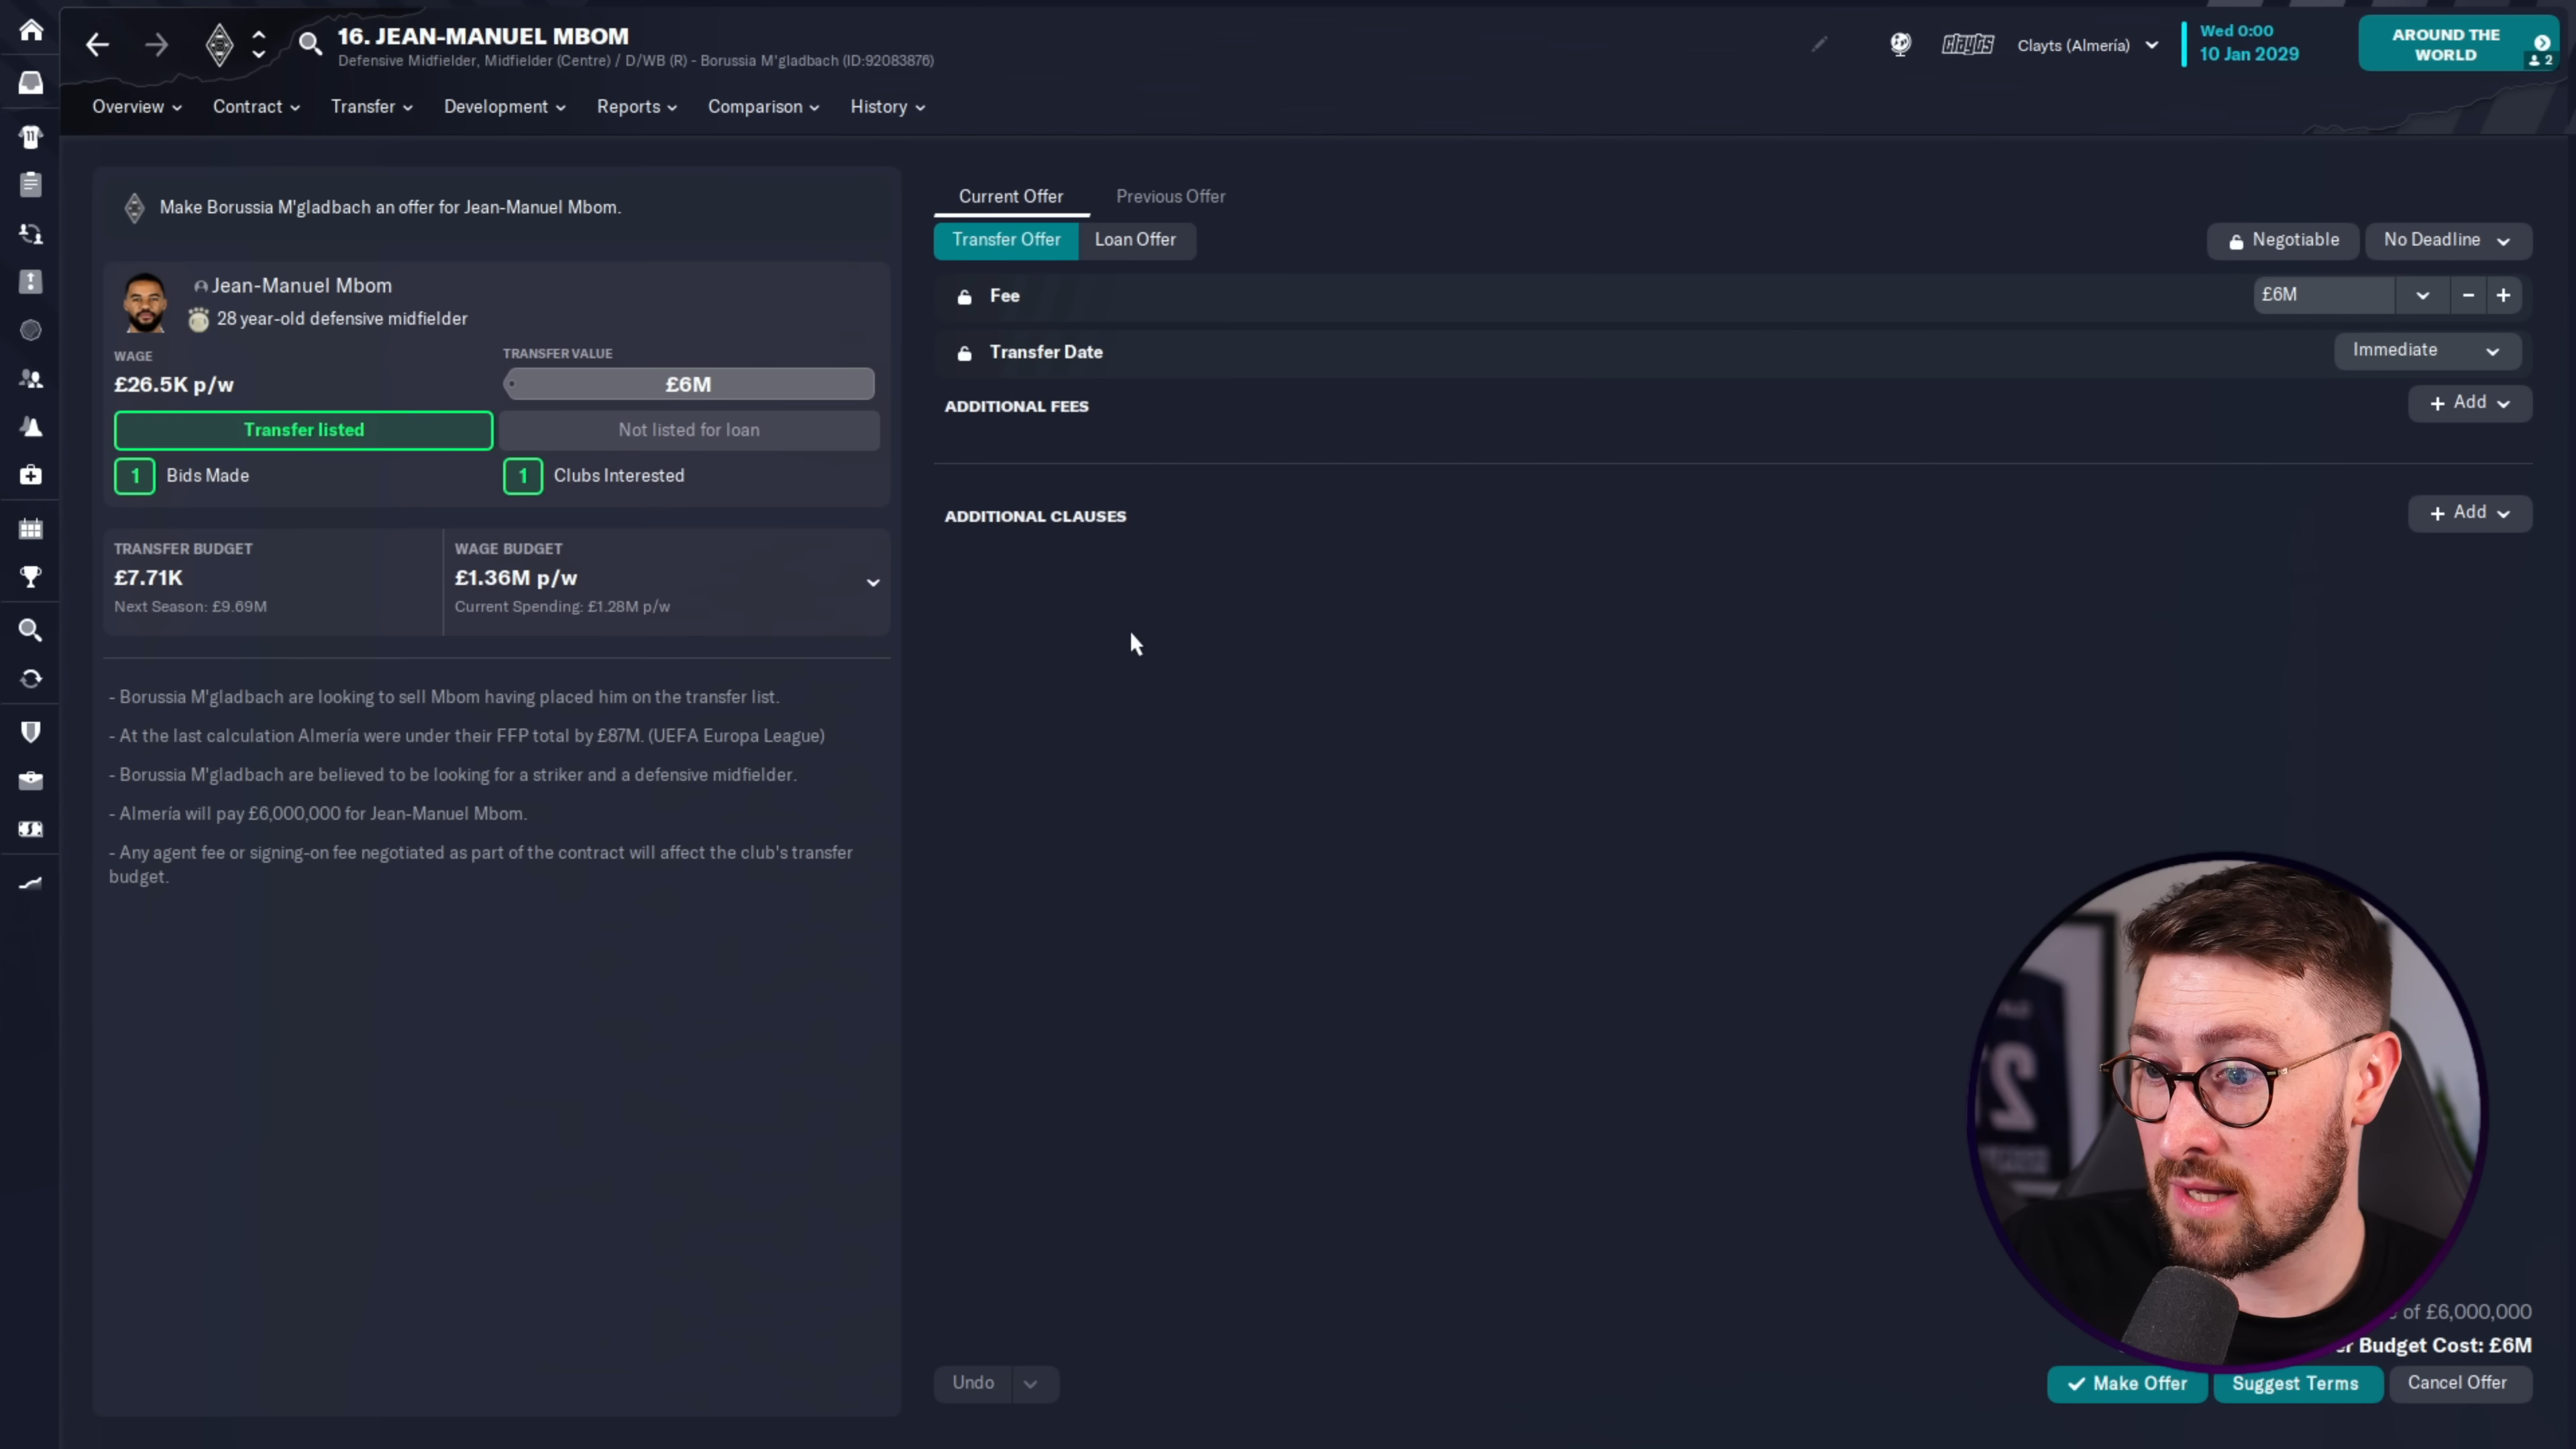 16. JEAN-MANUEL MBOM
Defensive Midfielder, Midfielder (Centre) / D/WB (R) - Borussia M'gladbach (ID:92083876)
clayts
Clayts (Almería)
Wed 0:00
10 Jan 2029
AROUND THE
WORLD
2
Overview
Contract
Transfer
Development
Reports
Comparison
History
11
Make Borussia M'gladbach an offer for Jean-Manuel Mbom.
Jean-Manuel Mbom
28 year-old defensive midfielder
WAGE
TRANSFER VALUE
£26.5K p/w
£6M
Transfer listed
Not listed for loan
1 Bids Made
1 Clubs Interested
TRANSFER BUDGET
WAGE BUDGET
£7.71K
£1.36M p/w
Next Season: £9.69M
Current Spending: £1.28M p/w
- Borussia M'gladbach are looking to sell Mbom having placed him on the transfer list.
- At the last calculation Almería were under their FFP total by £87M. (UEFA Europa League)
- Borussia M'gladbach are believed to be looking for a striker and a defensive midfielder.
- Almería will pay £6,000,000 for Jean-Manuel Mbom.
- Any agent fee or signing-on fee negotiated as part of the contract will affect the club's transfer
budget.
Current Offer
Previous Offer
Transfer Offer
Loan Offer
Negotiable
No Deadline
Fee
£6M
Transfer Date
Immediate
ADDITIONAL FEES
+ Add
ADDITIONAL CLAUSES
+ Add
of £6,000,000
Budget Cost: £6M
Undo
Make Offer
Suggest Terms
Cancel Offer